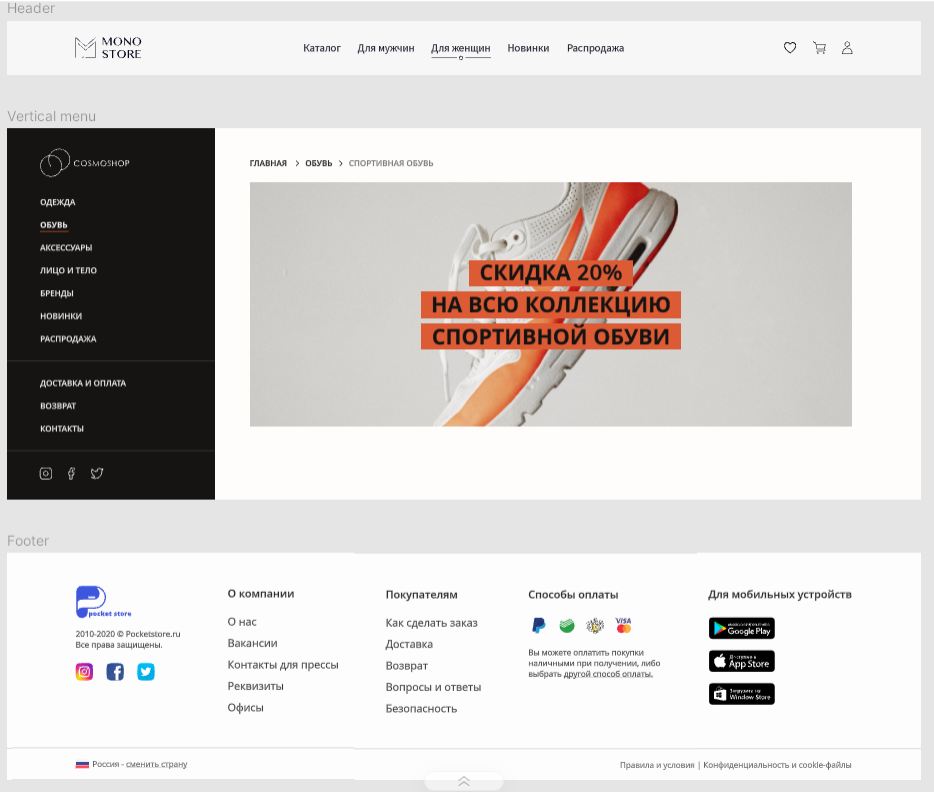 Header
MONO
STORE
Каталог Для мужчин Для женщин Новинки Распродажа
Vertical menu
COSMOSHOP
ОДЕЖДА
ОБУВЬ
АКСЕССУАРЫ
ЛИЦО И ТЕЛО
БРЕНДЫ
НОВИНКИ
РАСПРОДАЖА
ДОСТАВКА И ОПЛАТА
ВОЗВРАТ
КОНТАКТЫ
ГЛАВНАЯ > ОБУВЬ > СПОРТИВНАЯ ОБУВЬ
СКИДКА 20%
НА ВСЮ КОЛЛЕКЦИЮ
СПОРТИВНОЙ ОБУВИ
Footer
pocket store
2010-2020 © Pocketstore.ru
Все права защищены.
О компании
О нас
Вакансии
Контакты для прессы
Реквизиты
Офисы
Покупателям
Как сделать заказ
Доставка
Возврат
Вопросы и ответы
Безопасность
Способы оплаты
VISA
Вы можете оплатить покупки
наличными при получении, либо
выбрать другой способ оплаты.
Для мобильных устройств
Google Play
App Store
Загрузите на
Window Store
Россия - сменить страну
Правила и условия | Конфиденциальность и cookie-файлы